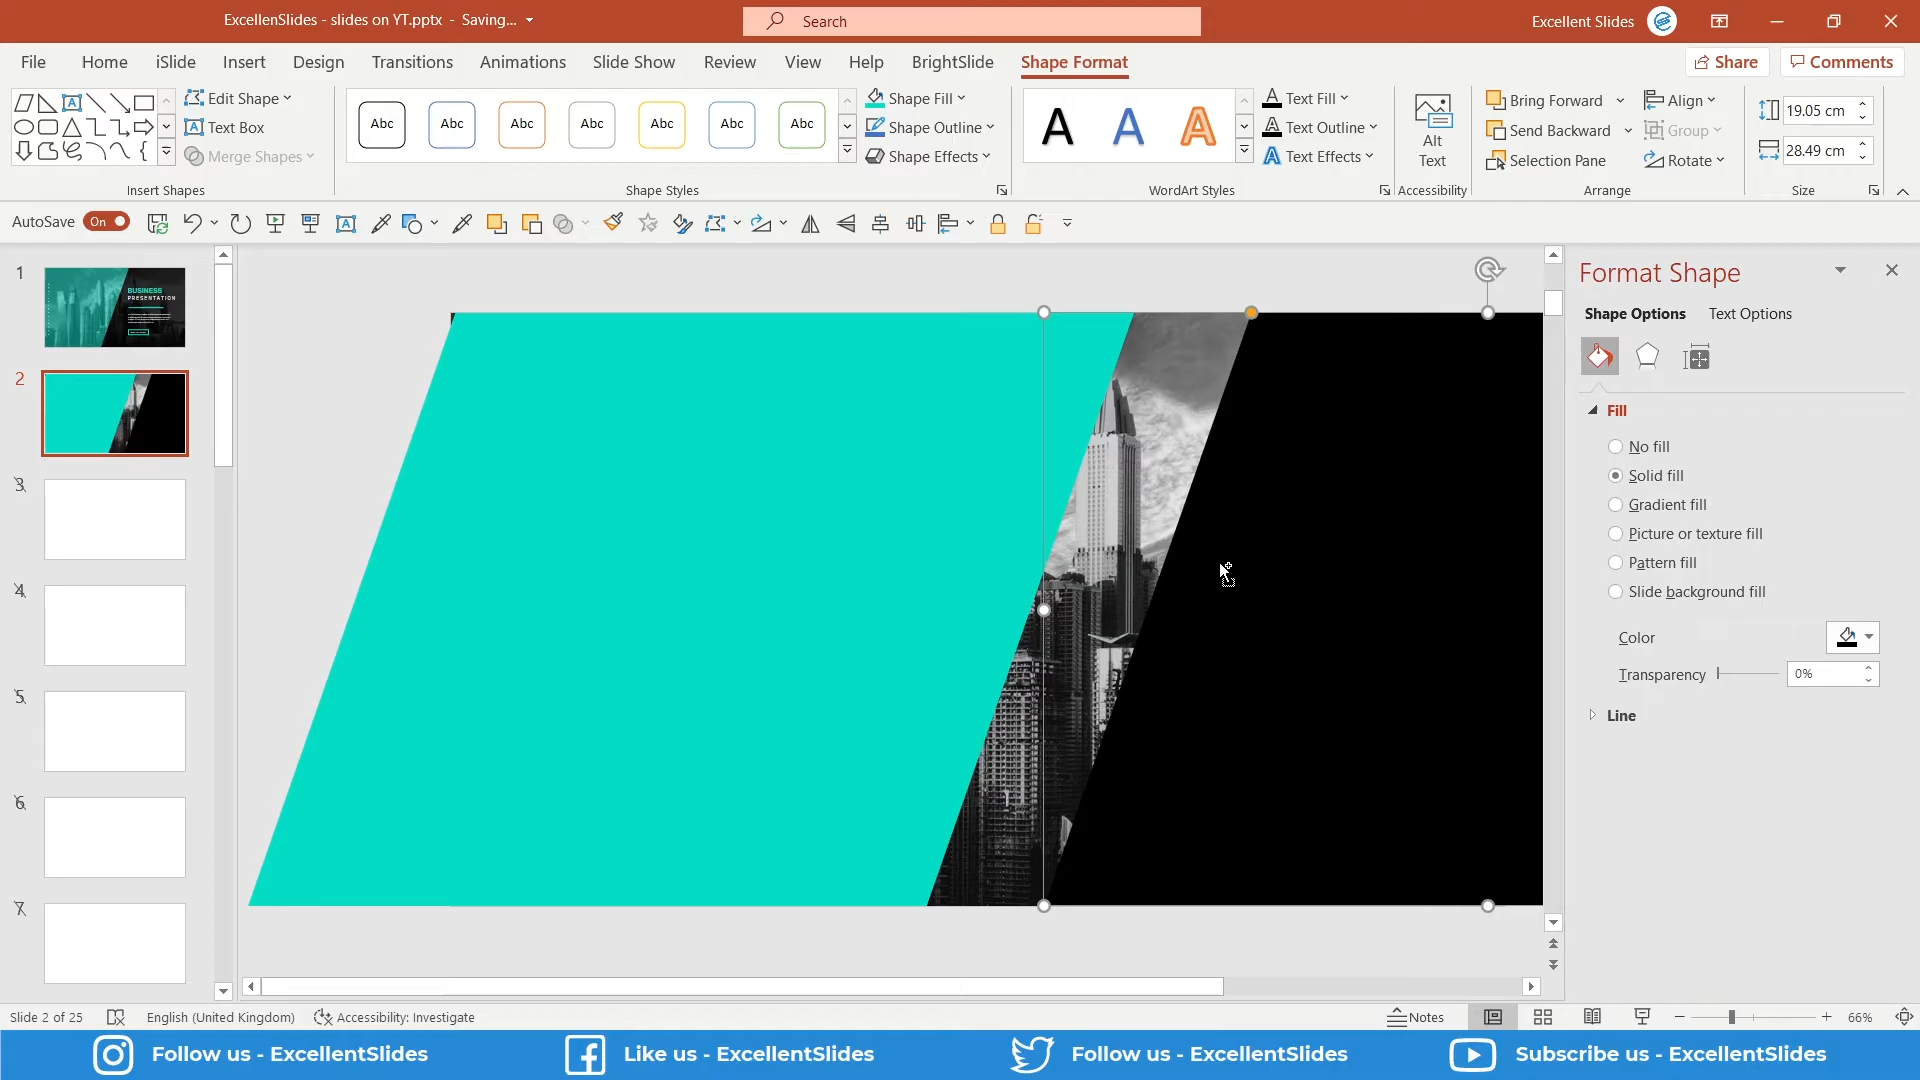 ExcellenSlides - slides on YT.pptx - Saving...
Search
Excellent Slides
File Home iSlide Insert Design Transitions Animations Slide Show Review View Help BrightSlide Shape Format
Share Comments
Edit Shape
Text Box
Merge Shapes
Insert Shapes
Abc Abc Abc Abc Abc Abc Abc
Shape Fill
Shape Outline
Shape Effects
Shape Styles
A A A
Text Fill
Text Outline
Text Effects
WordArt Styles
Alt
Text
Accessibility
Bring Forward
Send Backward
Selection Pane
Align
Group
Rotate
Arrange
19.05 cm
28.49 cm
Size
AutoSave On
1
BUSINESS
PRESENTATION
2
3
4
5
6
7
Format Shape
Shape Options Text Options
Fill
No fill
Solid fill
Gradient fill
Picture or texture fill
Pattern fill
Slide background fill
Color
Transparency 0%
Line
Slide 2 of 25 English (United Kingdom) Accessibility: Investigate Notes 66%
Follow us - ExcellentSlides Like us - ExcellentSlides Follow us - ExcellentSlides Subscribe us - ExcellentSlides